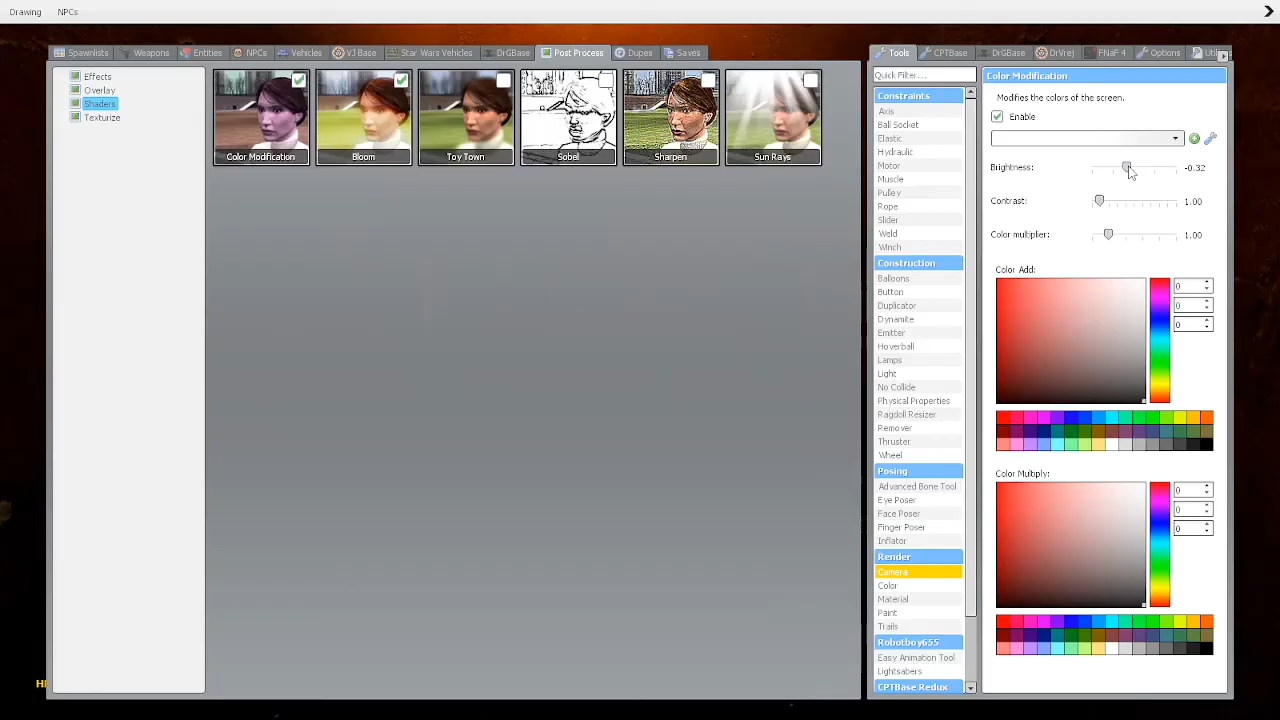 Drawing NPCs
Spawnlists Weapons Entities NPCs Vehicles VJ Base Star Wars Vehicles DrGBase Post Process Dupes Saves
Effects
Overlay
Shaders
Texturize
Color Modification Bloom Toy Town Sobel Sharpen Sun Rays
Tools CPTBase DrGBase DrVrej FNaF 4 Options Util
Quick Filter...
Constraints
Axis
Ball Socket
Elastic
Hydraulic
Motor
Muscle
Pulley
Rope
Slider
Weld
Winch
Construction
Balloons
Button
Duplicator
Dynamite
Emitter
Hoverball
Lamps
Light
No Collide
Physical Properties
Ragdoll Resizer
Remover
Thruster
Wheel
Posing
Advanced Bone Tool
Eye Poser
Face Poser
Finger Poser
Inflator
Render
Camera
Color
Material
Paint
Trails
Robotboy655
Easy Animation Tool
Lightsabers
CPTBase Redux
Color Modification
Modifies the colors of the screen.
Enable
Brightness: -0.32
Contrast: 1.00
Color multiplier: 1.00
Color Add:
0
0
0
Color Multiply:
0
0
0